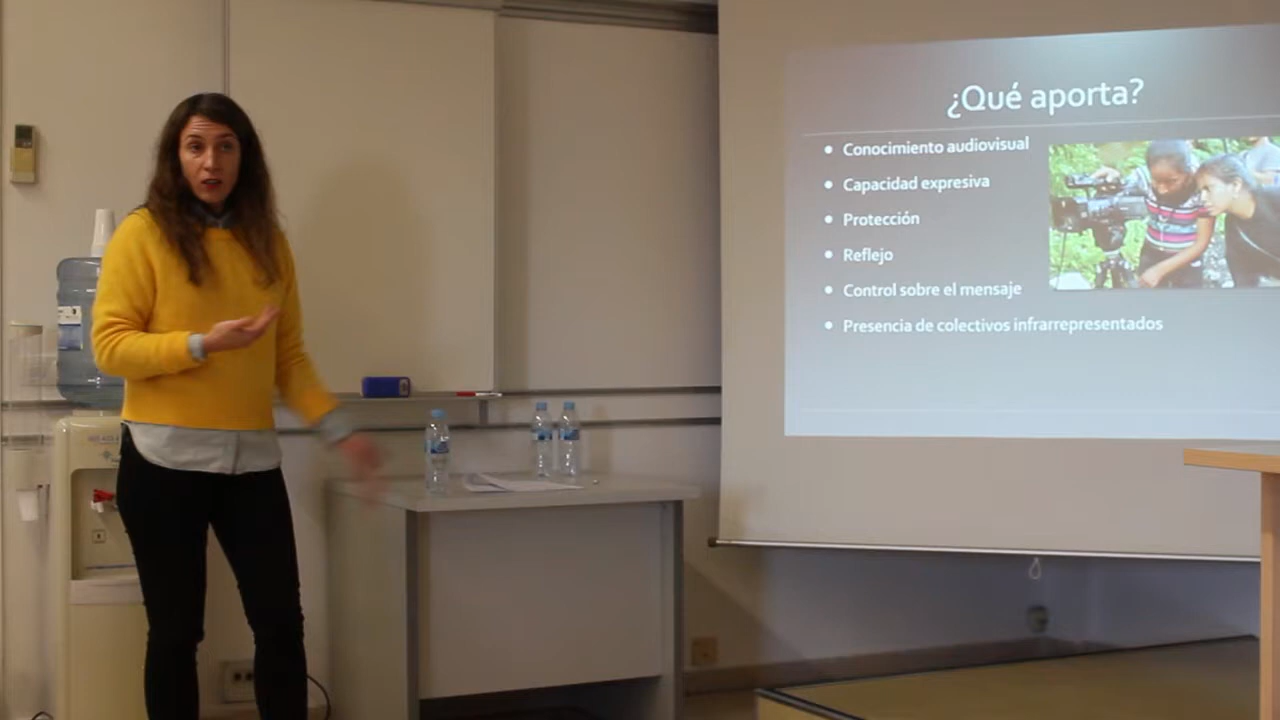 ¿Qué aporta?
Conocimiento audiovisual
Capacidad expresiva
Protección
Reflejo
Control sobre el mensaje
Presencia de colectivos infrarrepresentados